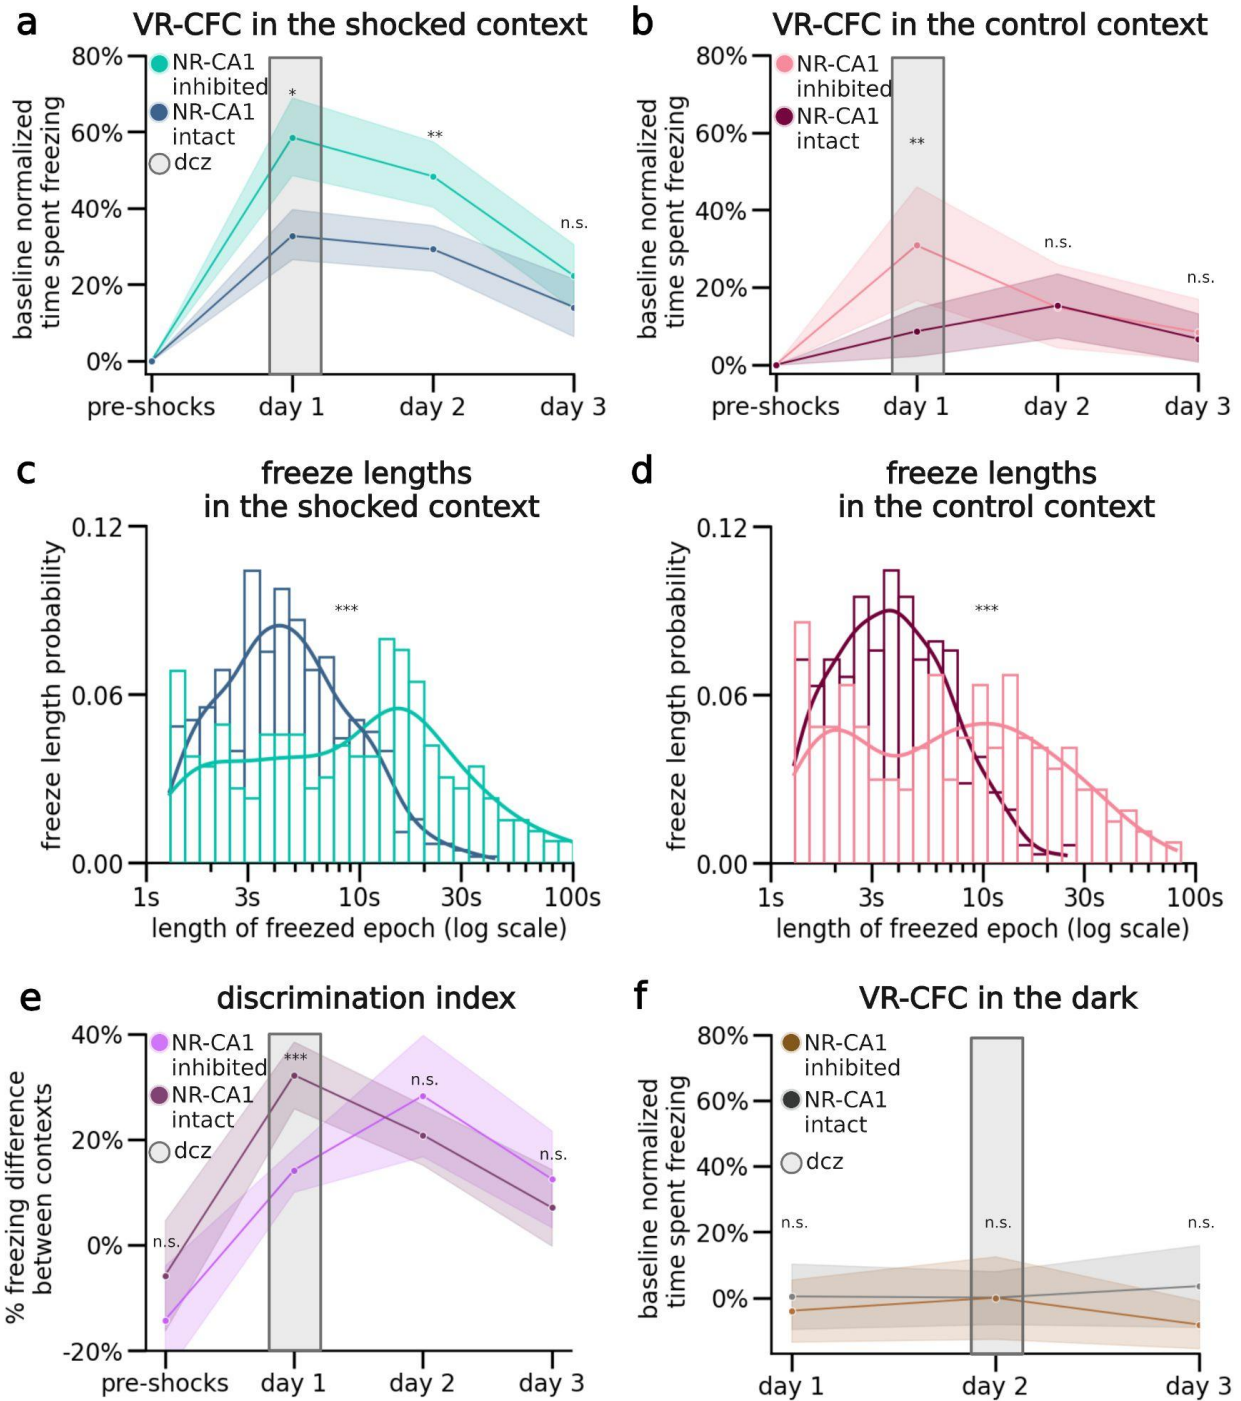 a
VR-CFC in the shocked context
80%
60%
40%
20%
0%
baseline normalized
time spent freezing
NR-CA1
inhibited
NR-CA1
intact
dcz
*
**
n.s.
pre-shocks
day 1
day 2
day 3
b
VR-CFC in the control context
80%
60%
40%
20%
0%
baseline normalized
time spent freezing
NR-CA1
inhibited
NR-CA1
intact
**
n.s.
n.s.
pre-shocks
day 1
day 2
day 3
c
freeze lengths
in the shocked context
0.12
0.06
0.00
freeze length probability
***
1s
3s
10s
30s
100s
length of freezed epoch (log scale)
d
freeze lengths
in the control context
0.12
0.06
0.00
freeze length probability
***
1s
3s
10s
30s
100s
length of freezed epoch (log scale)
e
discrimination index
40%
20%
0%
-20%
% freezing difference
between contexts
NR-CA1
inhibited
NR-CA1
intact
dcz
n.s.
***
n.s.
n.s.
pre-shocks
day 1
day 2
day 3
f
VR-CFC in the dark
80%
60%
40%
20%
0%
baseline normalized
time spent freezing
NR-CA1
inhibited
NR-CA1
intact
dcz
n.s.
n.s.
n.s.
day 1
day 2
day 3